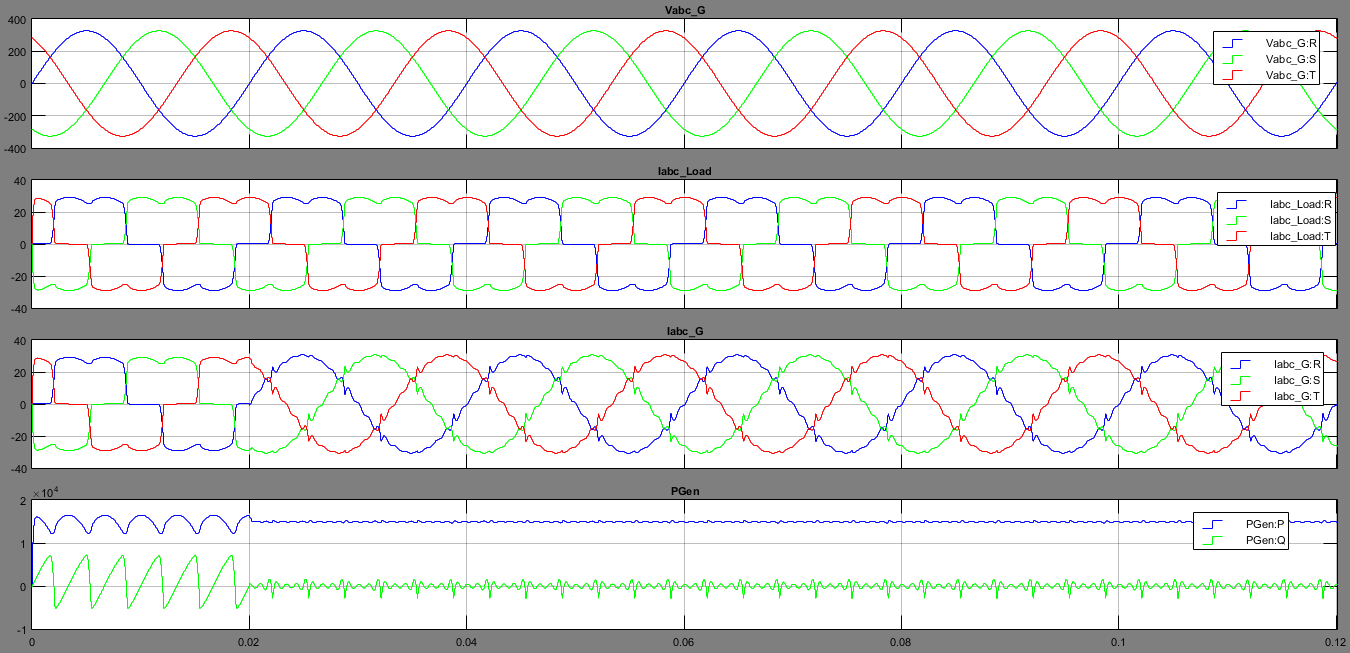 Vabc_G
400
200
0
-200
-400
Vabc_G:R
Vabc_G:S
Vabc_G:T
Iabc_Load
40
20
0
-20
-40
Iabc_Load:R
Iabc_Load:S
Iabc_Load:T
Iabc_G
40
20
0
-20
-40
Iabc_G:R
Iabc_G:S
Iabc_G:T
PGen
×10⁴
2
1
0
-1
PGen:P
PGen:Q
0 0.02 0.04 0.06 0.08 0.1 0.12